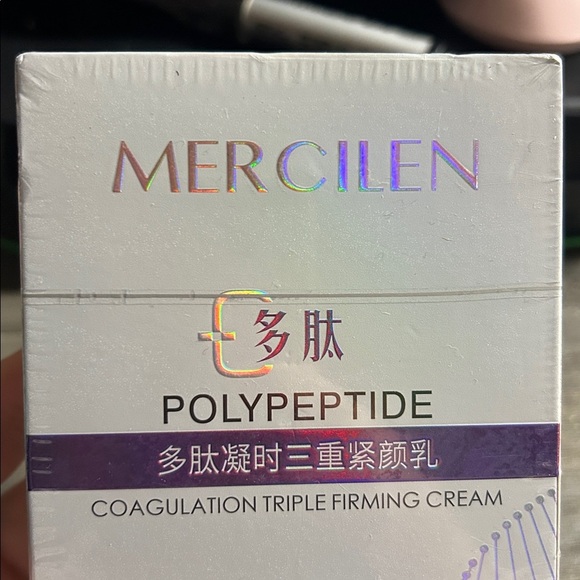 MERCILEN
多肽
POLYPEPTIDE
多肽凝时三重紧颜乳
COAGULATION TRIPLE FIRMING CREAM